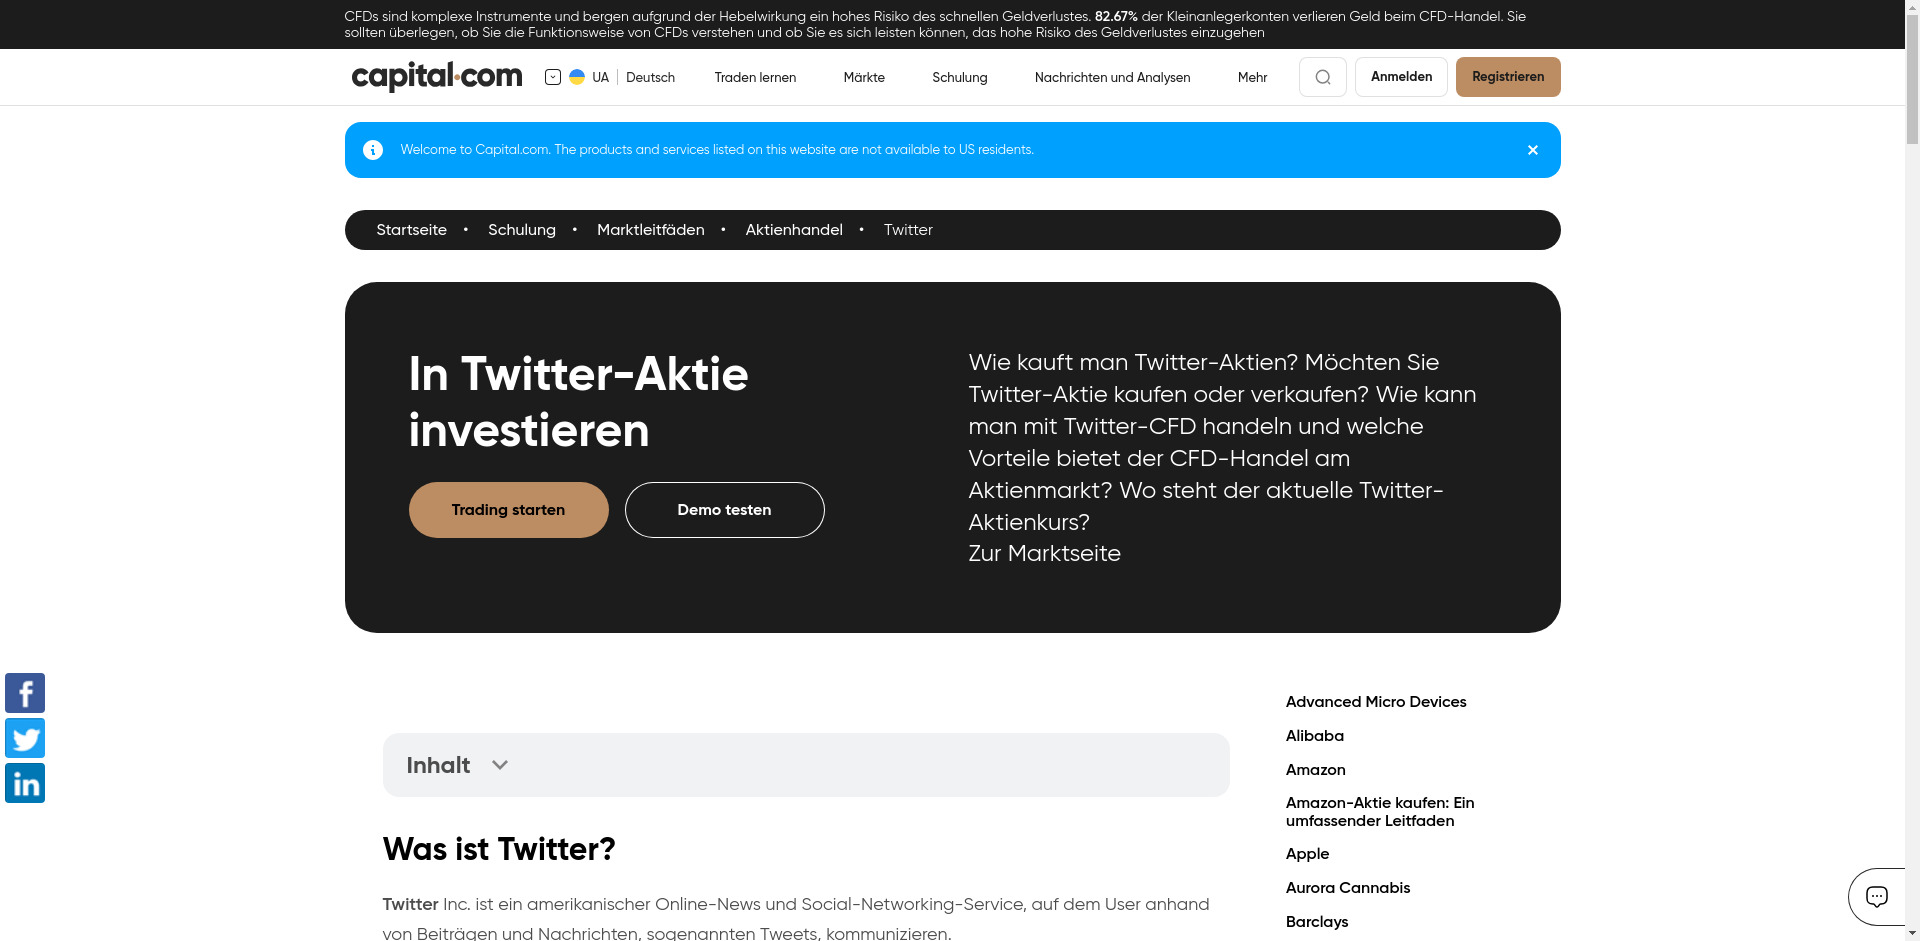 CFDs sind komplexe Instrumente und bergen aufgrund der Hebelwirkung ein hohes Risiko des schnellen Geldverlustes. 82.67% der Kleinanlegerkonten verlieren Geld beim CFD-Handel. Sie
sollten überlegen, ob Sie die Funktionsweise von CFDs verstehen und ob Sie es sich leisten können, das hohe Risiko des Geldverlustes einzugehen
capital.com UA Deutsch Traden lernen Märkte Schulung Nachrichten und Analysen Mehr Anmelden Registrieren
Welcome to Capital.com. The products and services listed on this website are not available to US residents.
Startseite • Schulung • Marktleitfäden • Aktienhandel • Twitter
In Twitter-Aktie
investieren
Trading starten Demo testen
Wie kauft man Twitter-Aktien? Möchten Sie
Twitter-Aktie kaufen oder verkaufen? Wie kann
man mit Twitter-CFD handeln und welche
Vorteile bietet der CFD-Handel am
Aktienmarkt? Wo steht der aktuelle Twitter-
Aktienkurs?
Zur Marktseite
Inhalt
Was ist Twitter?
Twitter Inc. ist ein amerikanischer Online-News und Social-Networking-Service, auf dem User anhand
von Beiträgen und Nachrichten, sogenannten Tweets, kommunizieren.
Advanced Micro Devices
Alibaba
Amazon
Amazon-Aktie kaufen: Ein
umfassender Leitfaden
Apple
Aurora Cannabis
Barclays